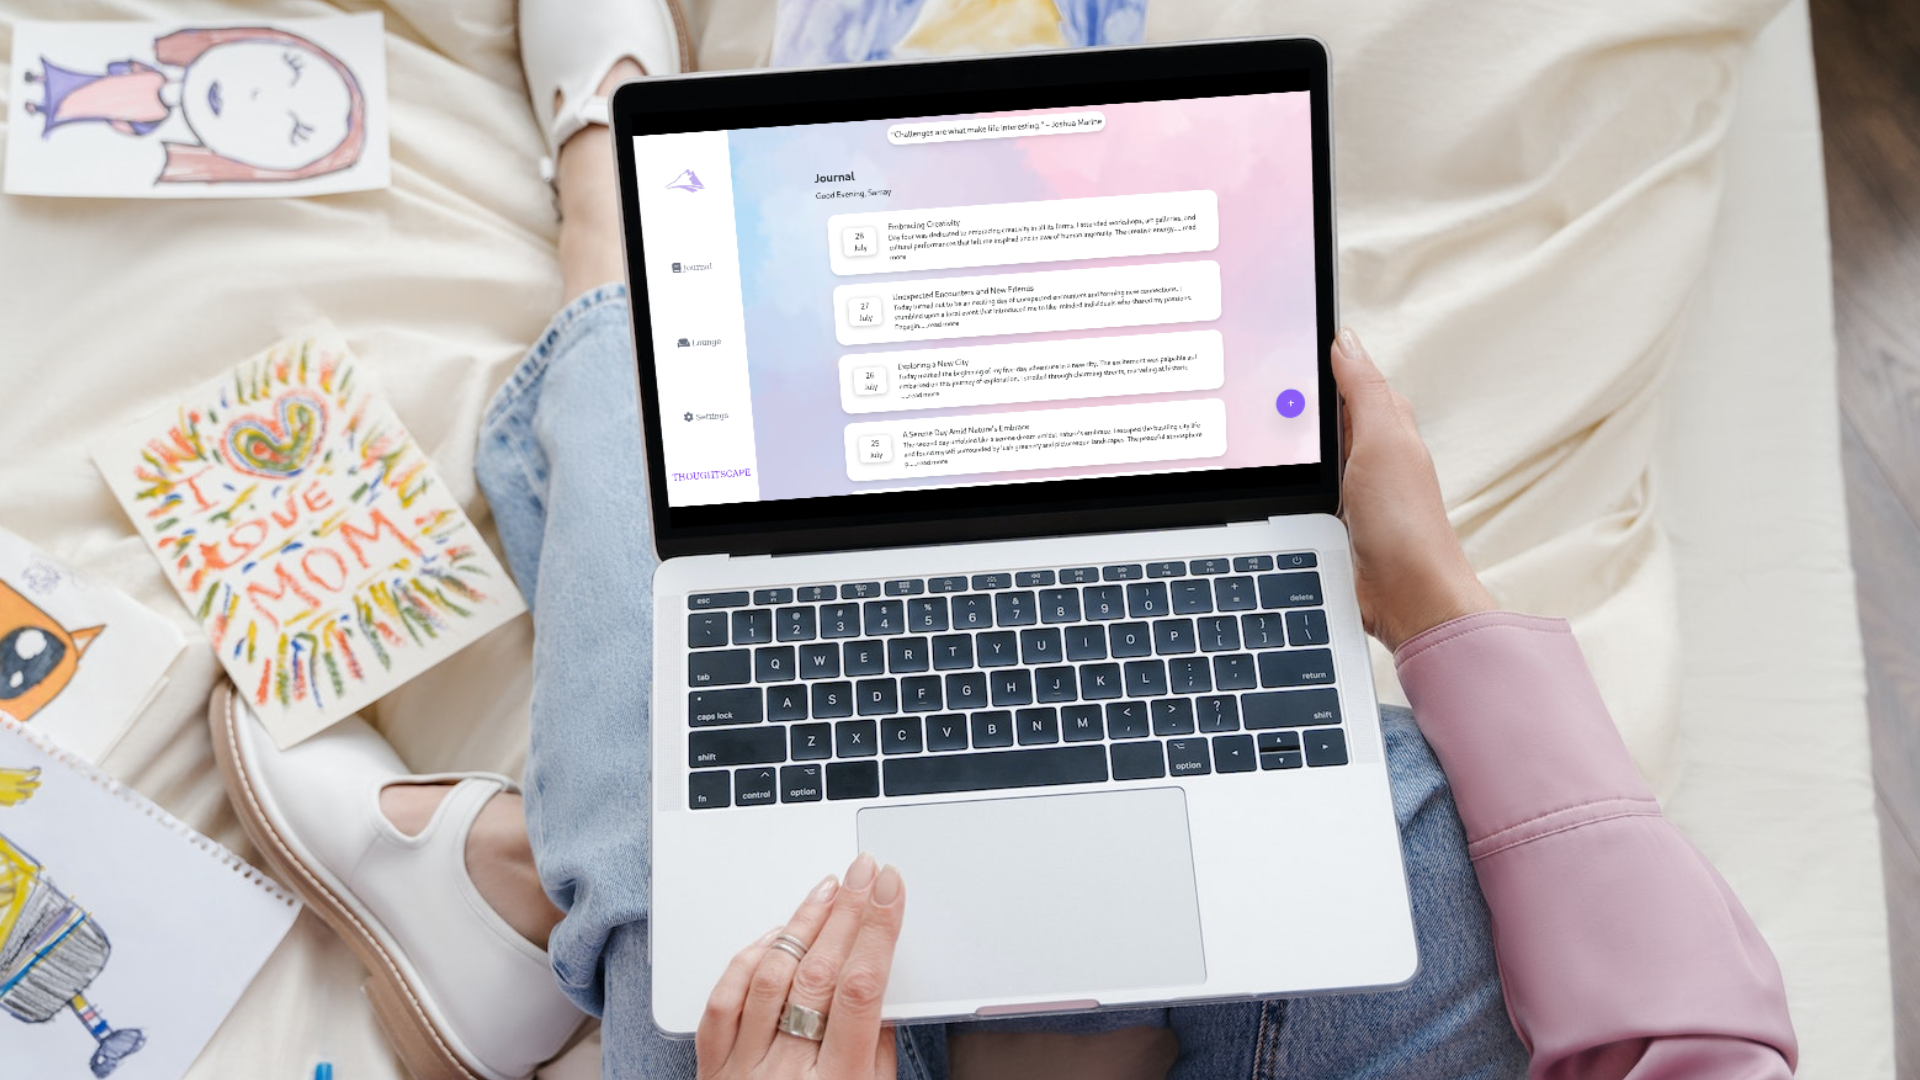 I
LOVE
MOM
"Challenges are what make life interesting." – Joshua Marine
Journal
Good Evening,
Journal
Lounge
Settings
THOUGHTSCAPE
28
July
Embracing Creativity
Day four was dedicated to embracing creativity in all its forms. I attended workshops, art galleries, and
cultural performances that left me inspired and in awe of human ingenuity. The creative energy.....read
more
27
July
Unexpected Encounters and New Friends
Today turned out to be an exciting day of unexpected encounters and forming new connections. I
stumbled upon a local event that introduced me to like-minded individuals who shared my passions.
Engagin.....read more
26
July
Exploring a New City
Today marked the beginning of my five-day adventure in a new city. The excitement was palpable as I
embarked on this journey of exploration. I strolled through charming streets, marveling at historic
.....read more
25
July
A Serene Day Amid Nature's Embrace
The second day unfolded like a serene dream amidst nature's embrace. I escaped the bustling city life
and found myself surrounded by lush greenery and picturesque landscapes. The peaceful atmosphere
p.....read more
+
esc
~ ! @ # $ % ^ & * ( ) — +
` 1 2 3 4 5 6 7 8 9 0 - = delete
tab Q W E R T Y U I O P { [ } ] | \
caps lock A S D F G H J K L : ; " ' return
shift Z X C V B N M < , > . ? / shift
fn control option option